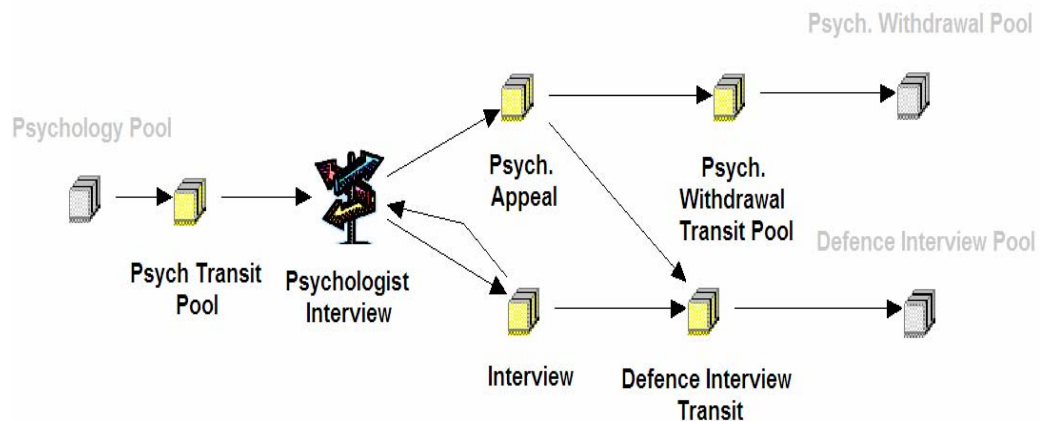 Psych. Withdrawal Pool
Psychology Pool
Psych.
Appeal
Psych.
Withdrawal
Transit Pool
Defence Interview Pool
Psych Transit
Pool
Psychologist
Interview
Interview
Defence Interview
Transit